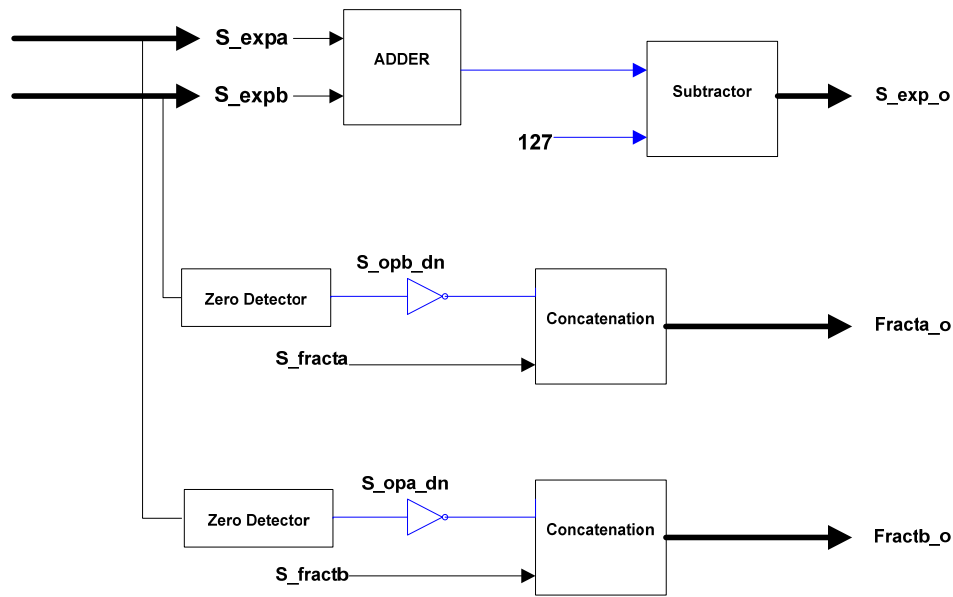 S_expa
ADDER
S_expb
Subtractor
S_exp_o
127
S_opb_dn
Zero Detector
Concatenation
Fracta_o
S_fracta
S_opa_dn
Zero Detector
Concatenation
Fractb_o
S_fractb